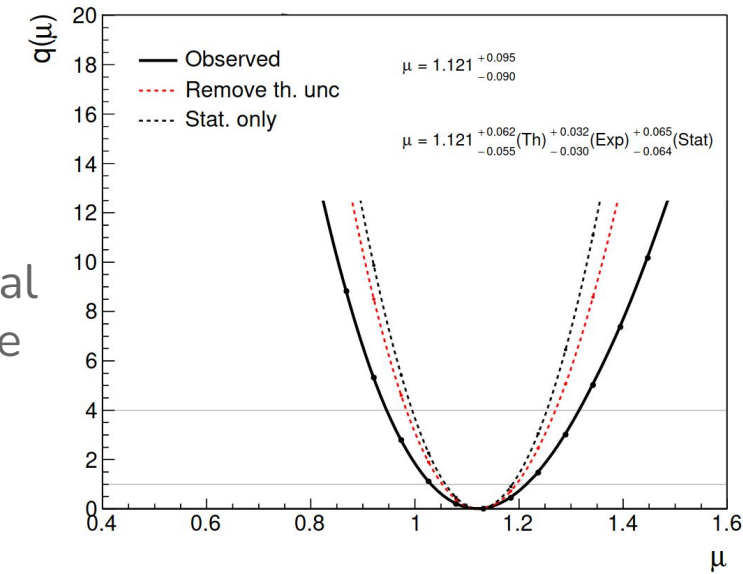 q(μ)
20
18
16
14
12
10
8
6
4
2
0
Observed
Remove th. unc
Stat. only
μ = 1.121 +0.095 −0.090
μ = 1.121 +0.062 −0.055 (Th) +0.032 −0.030 (Exp) +0.065 −0.064 (Stat)
al
e
0.4 0.6 0.8 1 1.2 1.4 1.6
μ